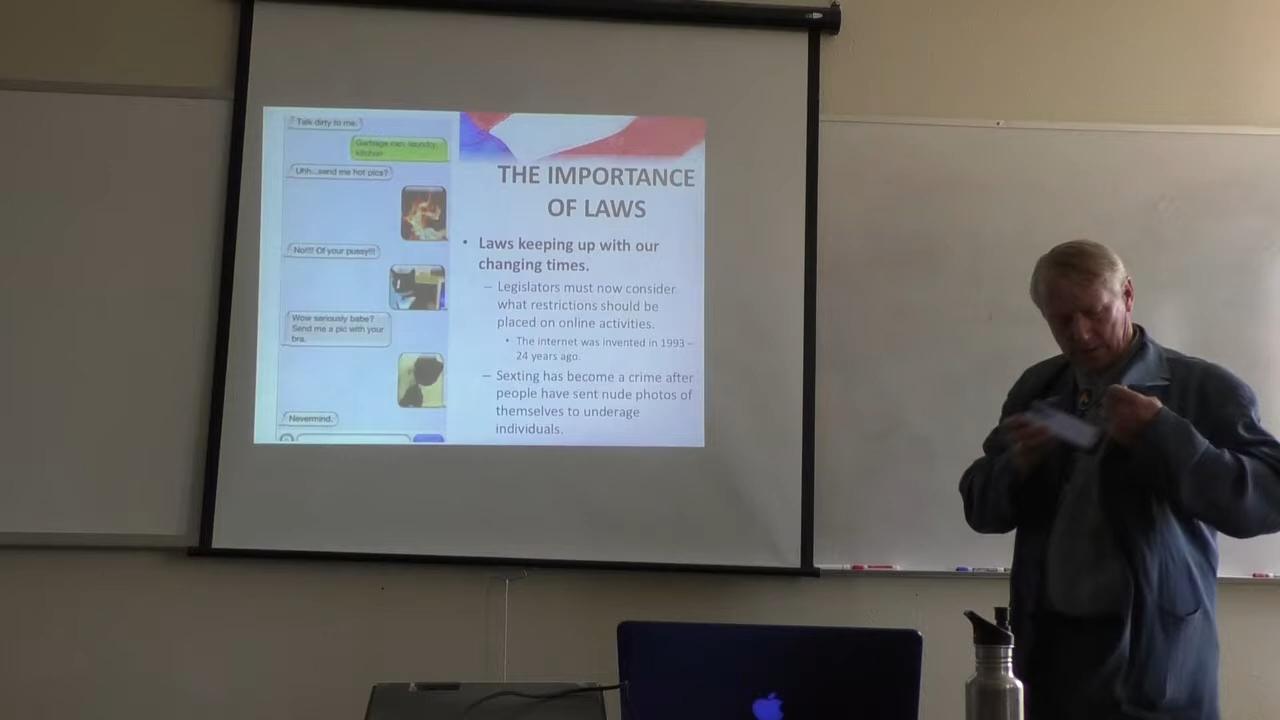 Talk dirty to me.
Garbage can, laundry,
kitchen
Uhh...send me hot pics?
No!!! Of your pussy!!!
Wow seriously babe?
Send me a pic with your
bra.
Nevermind.
THE IMPORTANCE
OF LAWS
• Laws keeping up with our
changing times.
– Legislators must now consider
what restrictions should be
placed on online activities.
• The internet was invented in 1993 –
24 years ago.
– Sexting has become a crime after
people have sent nude photos of
themselves to underage
individuals.